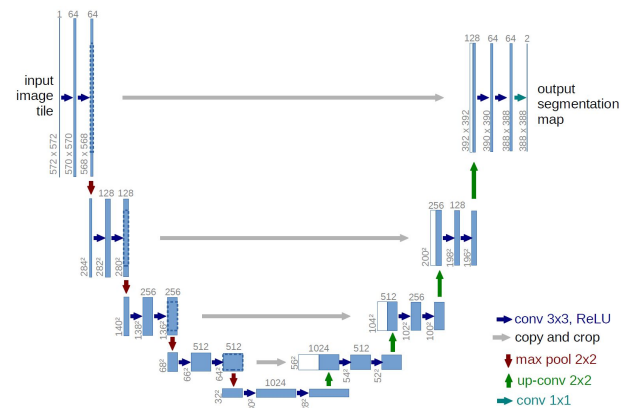 1 64 64
input
image
tile
572 x 572
570 x 570
568 x 568
128 64 64 2
392 x 392
390 x 390
388 x 388
388 x 388
output
segmentation
map
128 128
284²
282²
280²
256 128
200²
198²
196²
256 256
140²
138²
136²
512 256
104²
102²
100²
512 512
68²
66²
64²
1024 512
56²
54²
52²
1024
32²
conv 3x3, ReLU
copy and crop
max pool 2x2
up-conv 2x2
conv 1x1